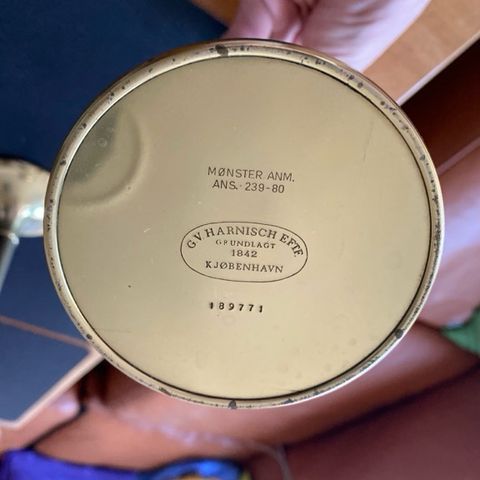 MØNSTER ANM.
ANS. 239-80
G.V. HARNISCH EFTF.
GRUNDLAGT
1842
KJØBENHAVN
189771